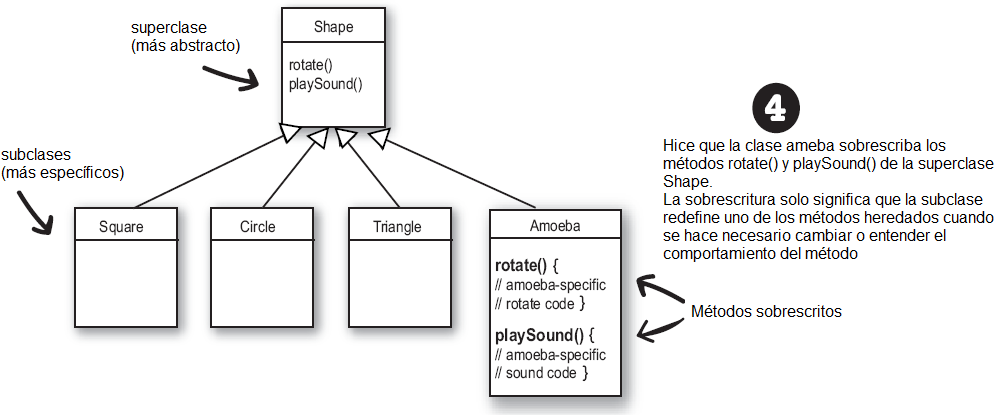 superclase
(más abstracto)
Shape
rotate()
playSound()
4
Hice que la clase ameba sobrescriba los
métodos rotate() y playSound() de la superclase
Shape.
La sobrescritura solo significa que la subclase
redefine uno de los métodos heredados cuando
se hace necesario cambiar o entender el
comportamiento del método
subclases
(más específicos)
Square
Circle
Triangle
Amoeba
rotate() {
// amoeba-specific
// rotate code }
playSound() {
// amoeba-specific
// sound code }
Métodos sobrescritos